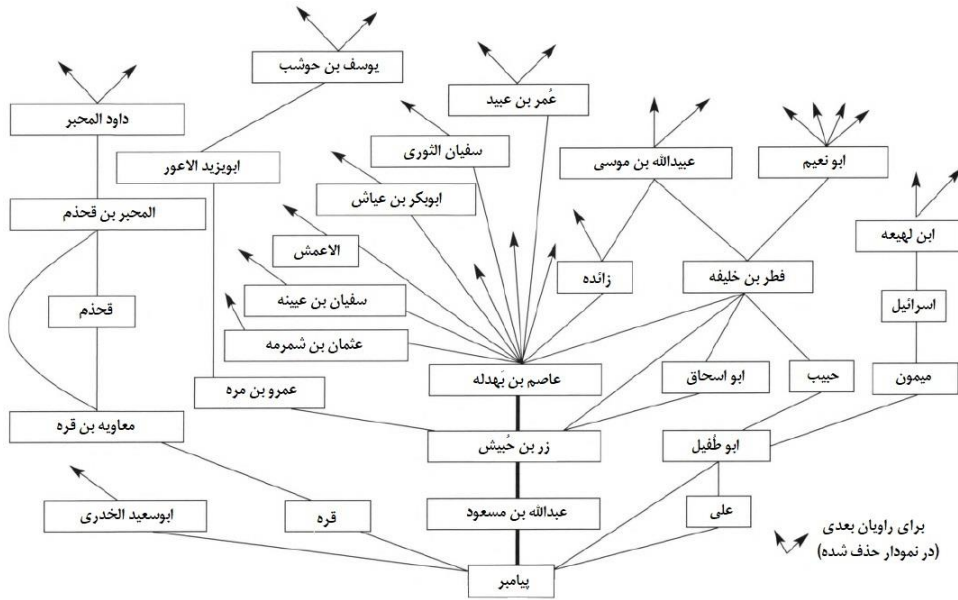 یوسف بن حوشب
داود المحبر
عُمر بن عبید
سفیان الثوری
عبیدالله بن موسی
ابو نعیم
ابویزید الاعور
ابوبکر بن عیاش
المحبر بن قحذم
ابن لهیعه
الاعمش
زائده
فطر بن خلیفه
سفیان بن عیینه
قحذم
اسرائیل
عثمان بن شمرمه
عاصم بن بَهدله
ابو اسحاق
حبیب
میمون
عمرو بن مره
معاویه بن قره
زر بن حُبیش
ابو طُفیل
ابوسعید الخدری
قره
عبدالله بن مسعود
علی
برای راویان بعدی
(در نمودار حذف شده)
پیامبر